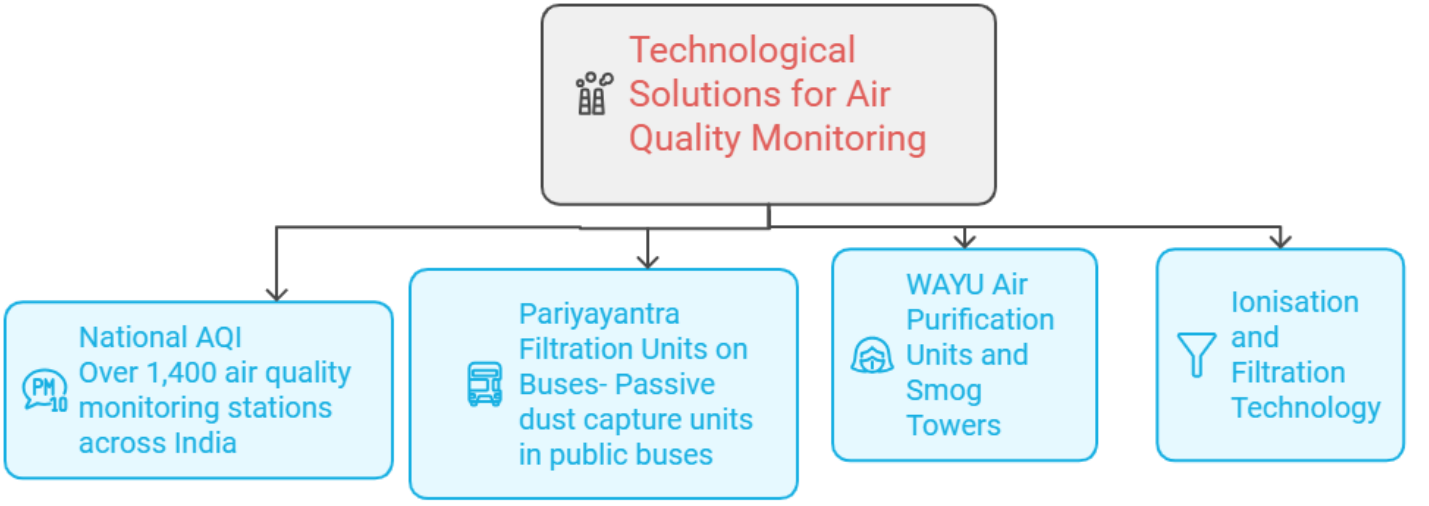 Technological
Solutions for Air
Quality Monitoring
National AQI
Over 1,400 air quality
monitoring stations
across India
PM
10
Pariyayantra
Filtration Units on
Buses- Passive
dust capture units
in public buses
WAYU Air
Purification
Units and
Smog
Towers
Ionisation
and
Filtration
Technology